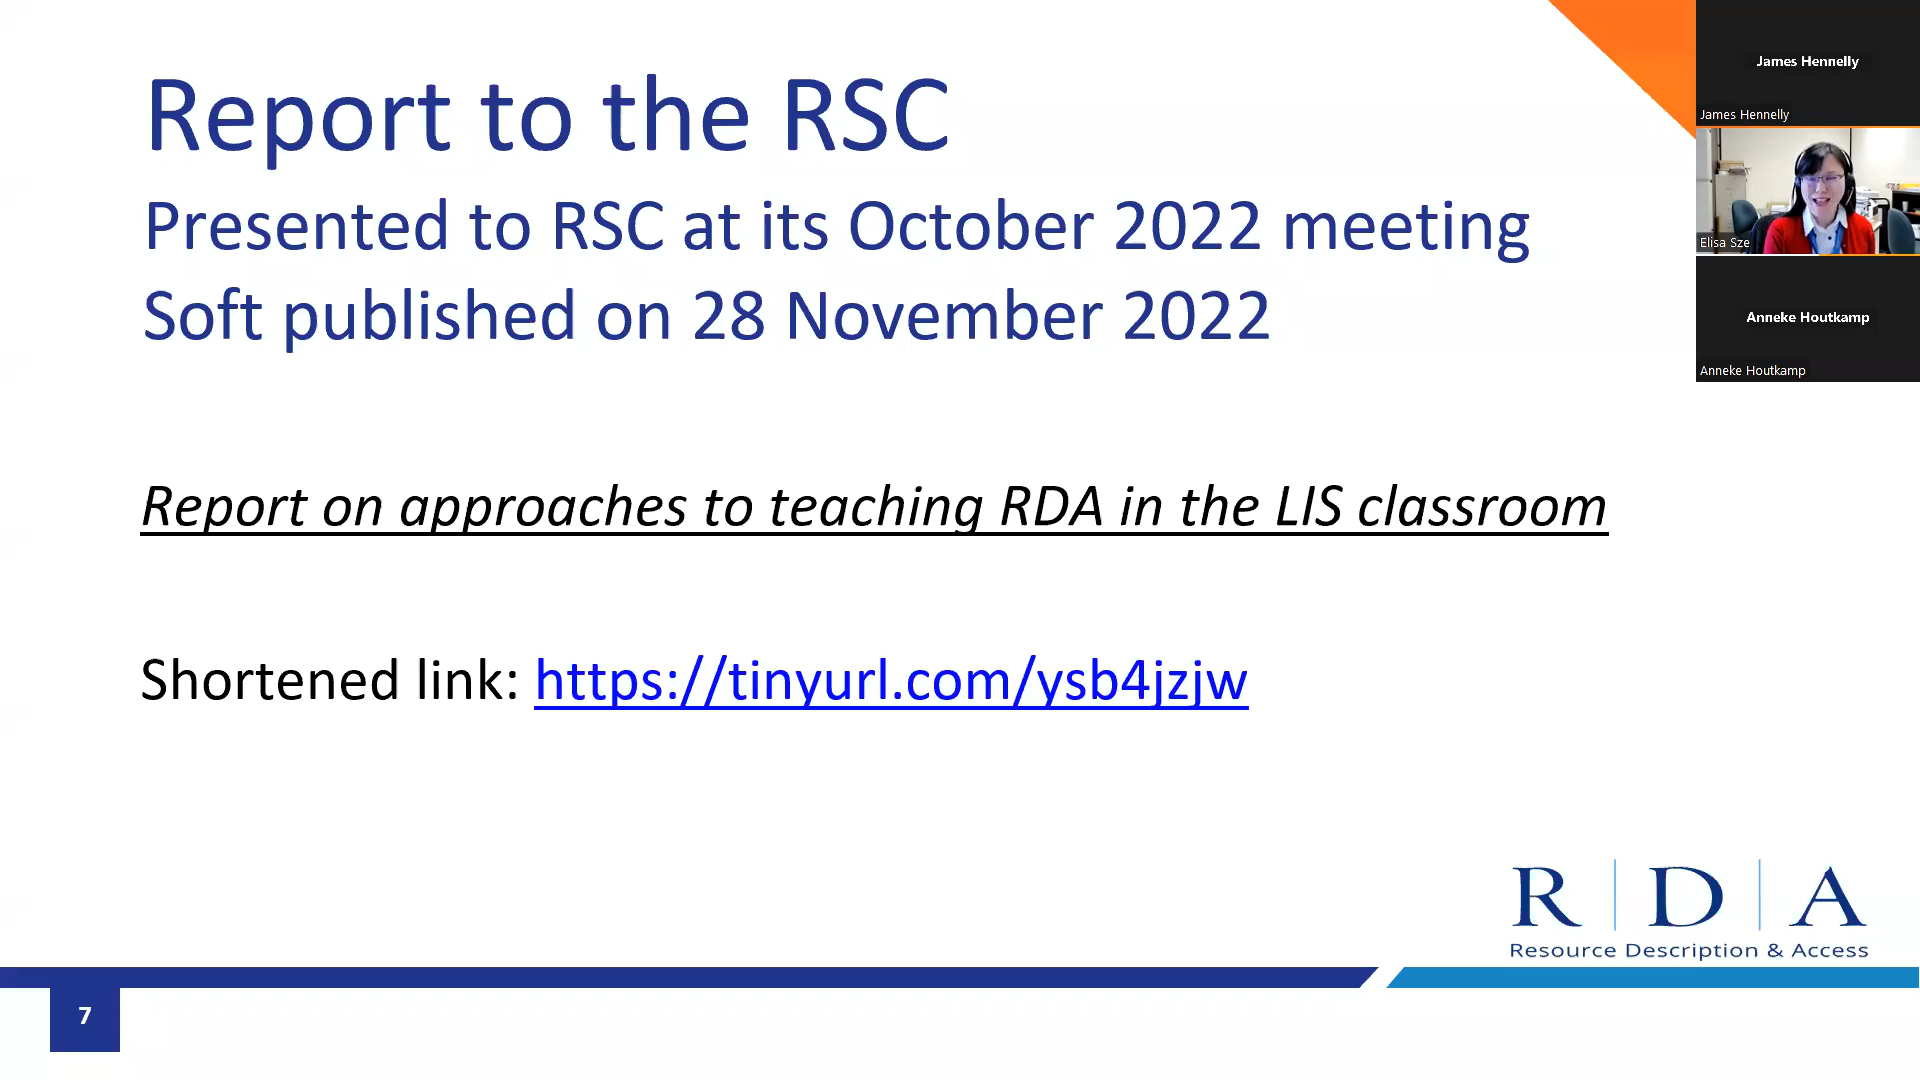 Report to the RSC
Presented to RSC at its October 2022 meeting
Soft published on 28 November 2022
Report on approaches to teaching RDA in the LIS classroom
Shortened link: https://tinyurl.com/ysb4jzjw
R D A
Resource Description & Access
7
James Hennelly
James Hennelly
Elisa Sze
Anneke Houtkamp
Anneke Houtkamp